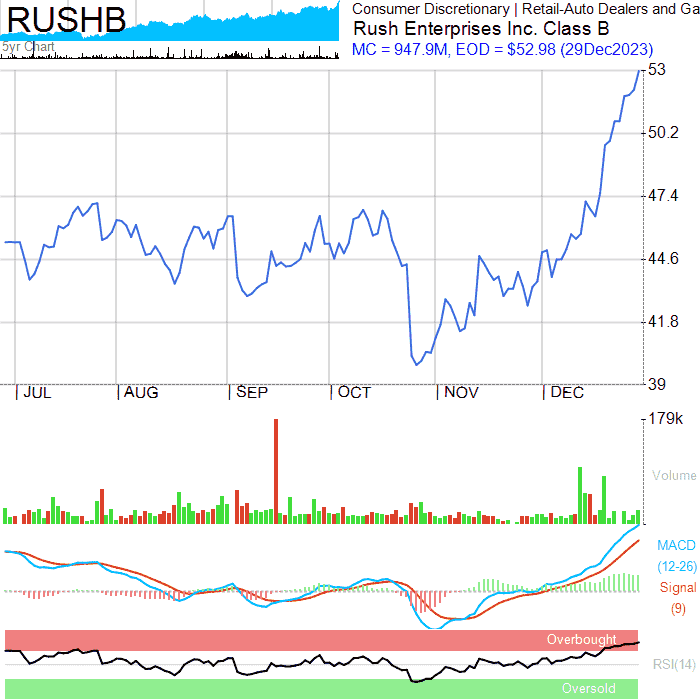 RUSHB
5yr Chart
Consumer Discretionary | Retail-Auto Dealers and Ga
Rush Enterprises Inc. Class B
MC = 947.9M, EOD = $52.98 (29Dec2023)
53
50.2
47.4
44.6
41.8
39
JUL AUG SEP OCT NOV DEC
179k
Volume
MACD
(12-26)
Signal
(9)
Overbought
RSI(14)
Oversold